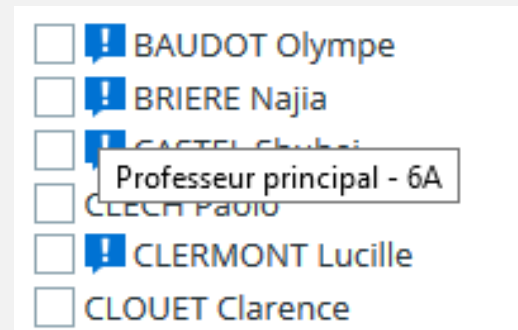 BAUDOT Olympe
BRIERE Najia
Professeur principal - 6A
CLECH Paolo
CLERMONT Lucille
CLOUET Clarence